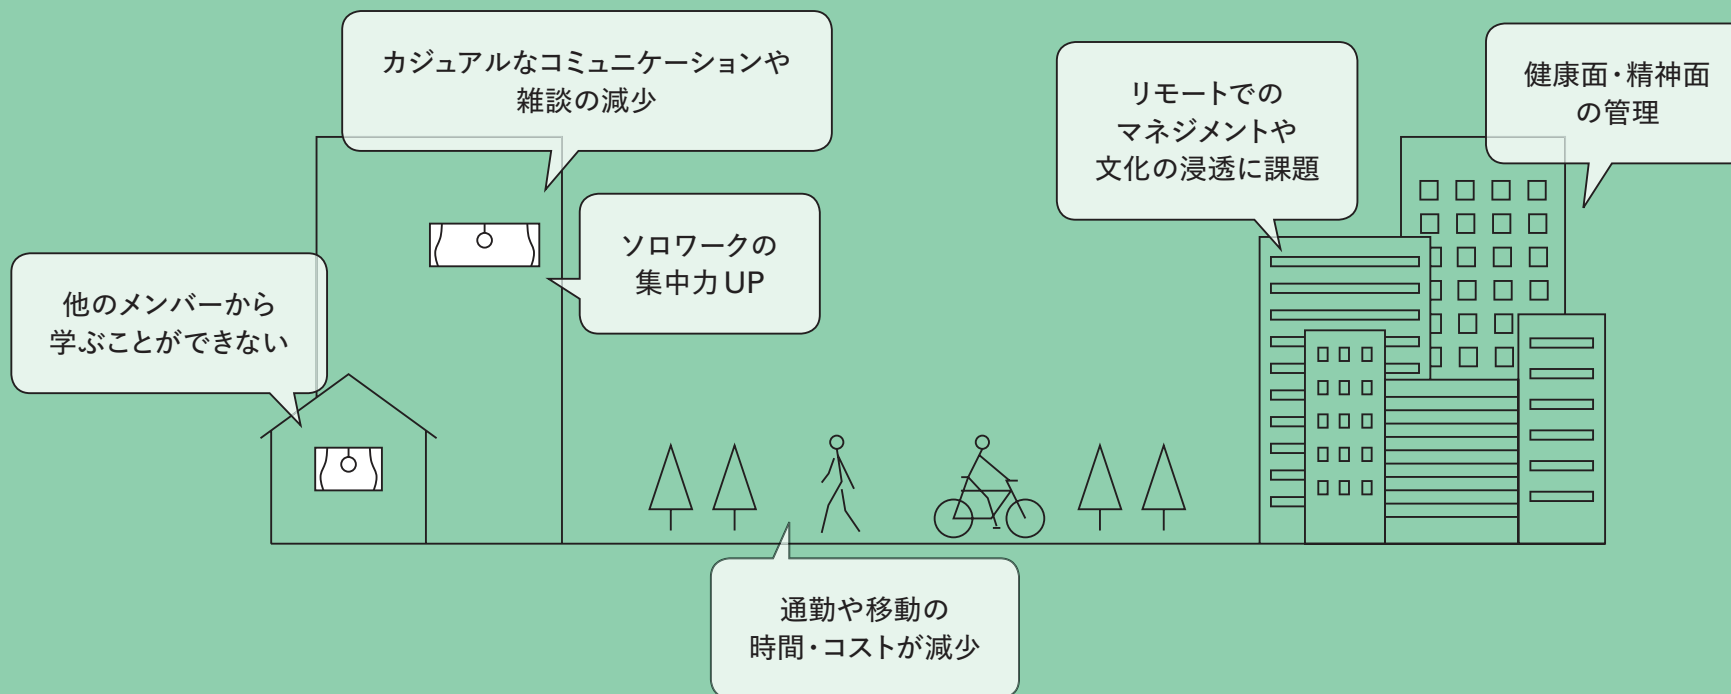 カジュアルなコミュニケーションや
雑談の減少
リモートでの
マネジメントや
文化の浸透に課題
健康面・精神面
の管理
ソロワークの
集中力UP
他のメンバーから
学ぶことができない
通勤や移動の
時間・コストが減少